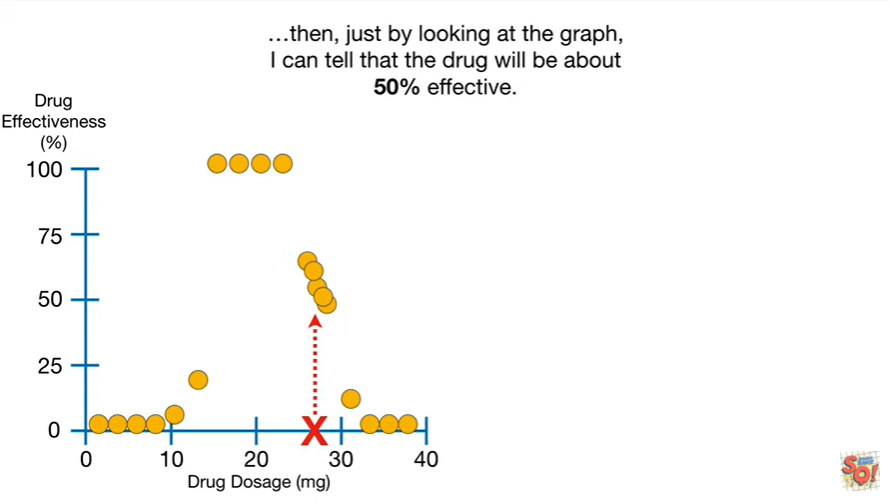 ...then, just by looking at the graph,
I can tell that the drug will be about
50% effective.
Drug
Effectiveness
(%)
100
75
50
25
0
X
0 10 20 30 40
Drug Dosage (mg)
SQ!